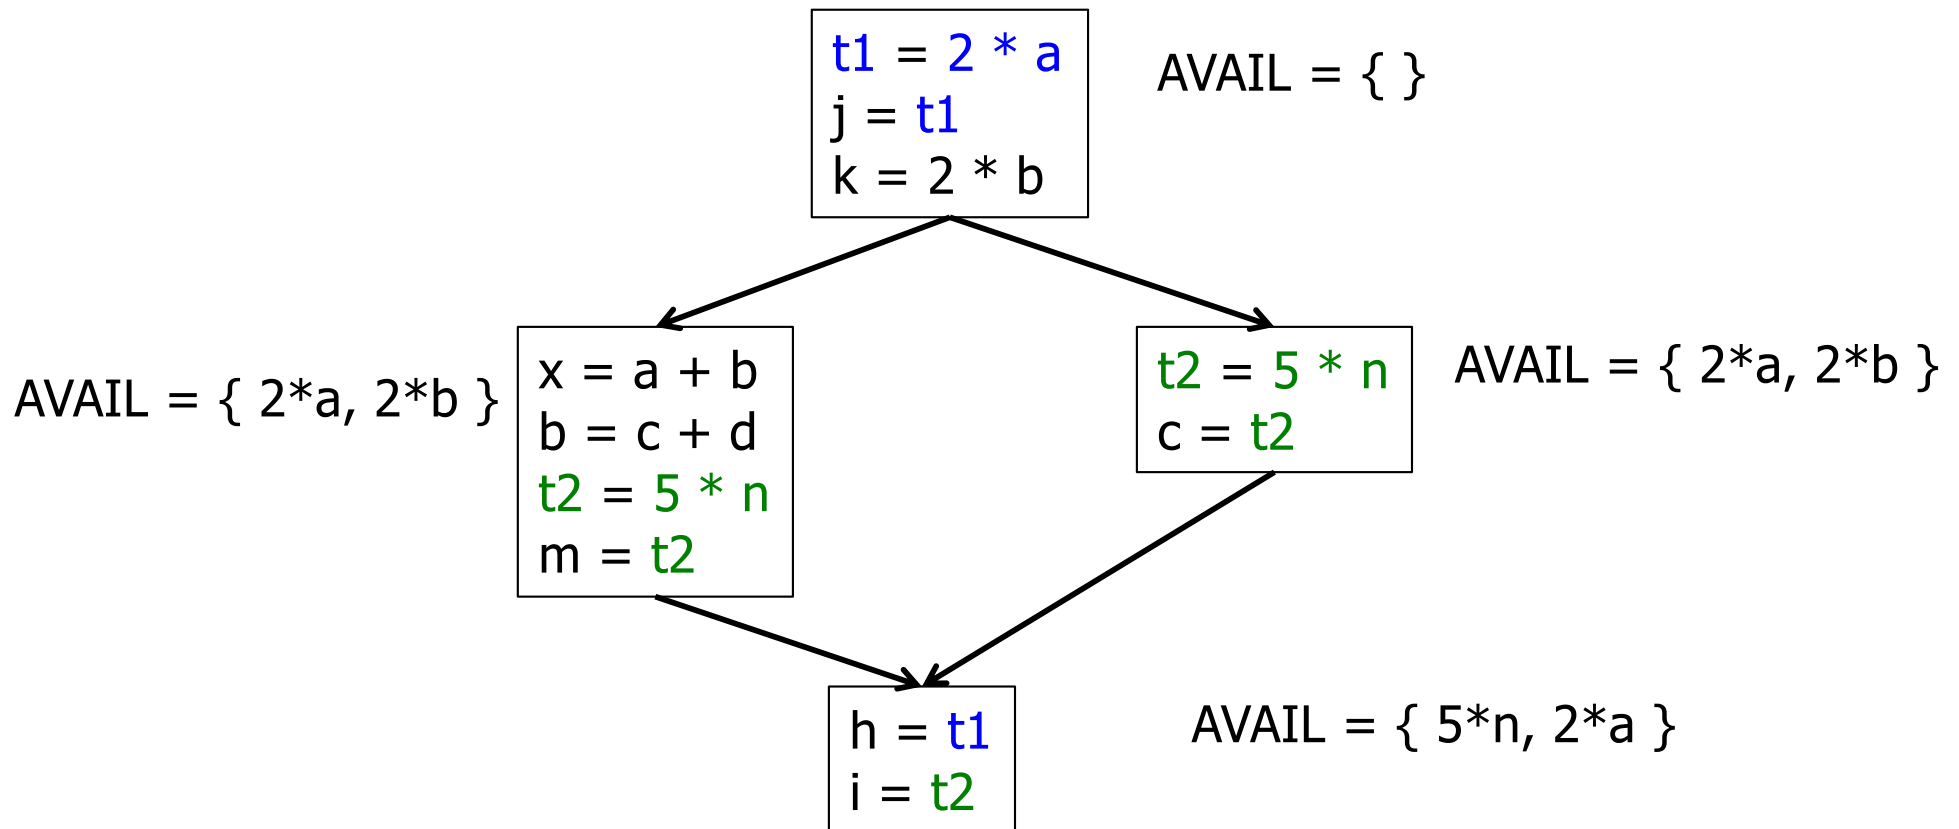 t1 = 2 * a
j = t1
k = 2 * b
AVAIL = { }
AVAIL = { 2*a, 2*b }
x = a + b
b = c + d
t2 = 5 * n
m = t2
t2 = 5 * n
c = t2
AVAIL = { 2*a, 2*b }
h = t1
i = t2
AVAIL = { 5*n, 2*a }